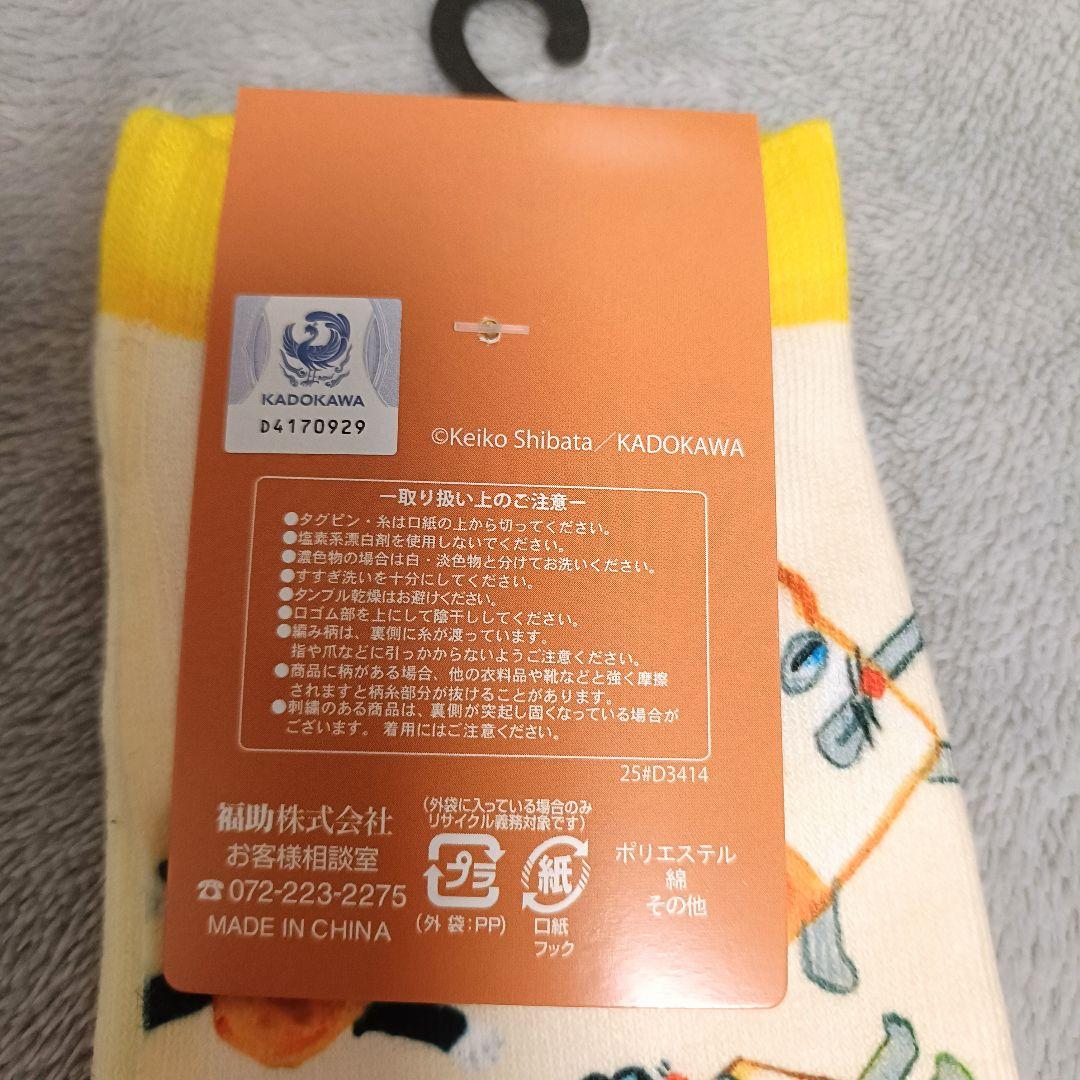 KADOKAWA
D4170929
©Keiko Shibata／KADOKAWA
ー取り扱い上のご注意ー
●タグピン・糸は口紙の上から切ってください。
●塩素系漂白剤を使用しないでください。
●濃色物の場合は白・淡色物と分けてお洗いください。
●すすぎ洗いを十分にしてください。
●タンブル乾燥はお避けください。
●口ゴム部を上にして陰干ししてください。
●編み柄は、裏側に糸が渡っています。
指や爪などに引っかからないようご注意ください。
●商品に柄がある場合、他の衣料品や靴などと強く摩擦
されますと柄糸部分が抜けることがあります。
●刺繍のある商品は、裏側が突起し固くなっている場合が
ございます。着用にはご注意ください。
25#D3414
福助株式会社
お客様相談室
☎072-223-2275
MADE IN CHINA
(外袋に入っている場合のみ
リサイクル義務対象です)
プラ
(外袋:PP)
紙
口紙
フック
ポリエステル
綿
その他